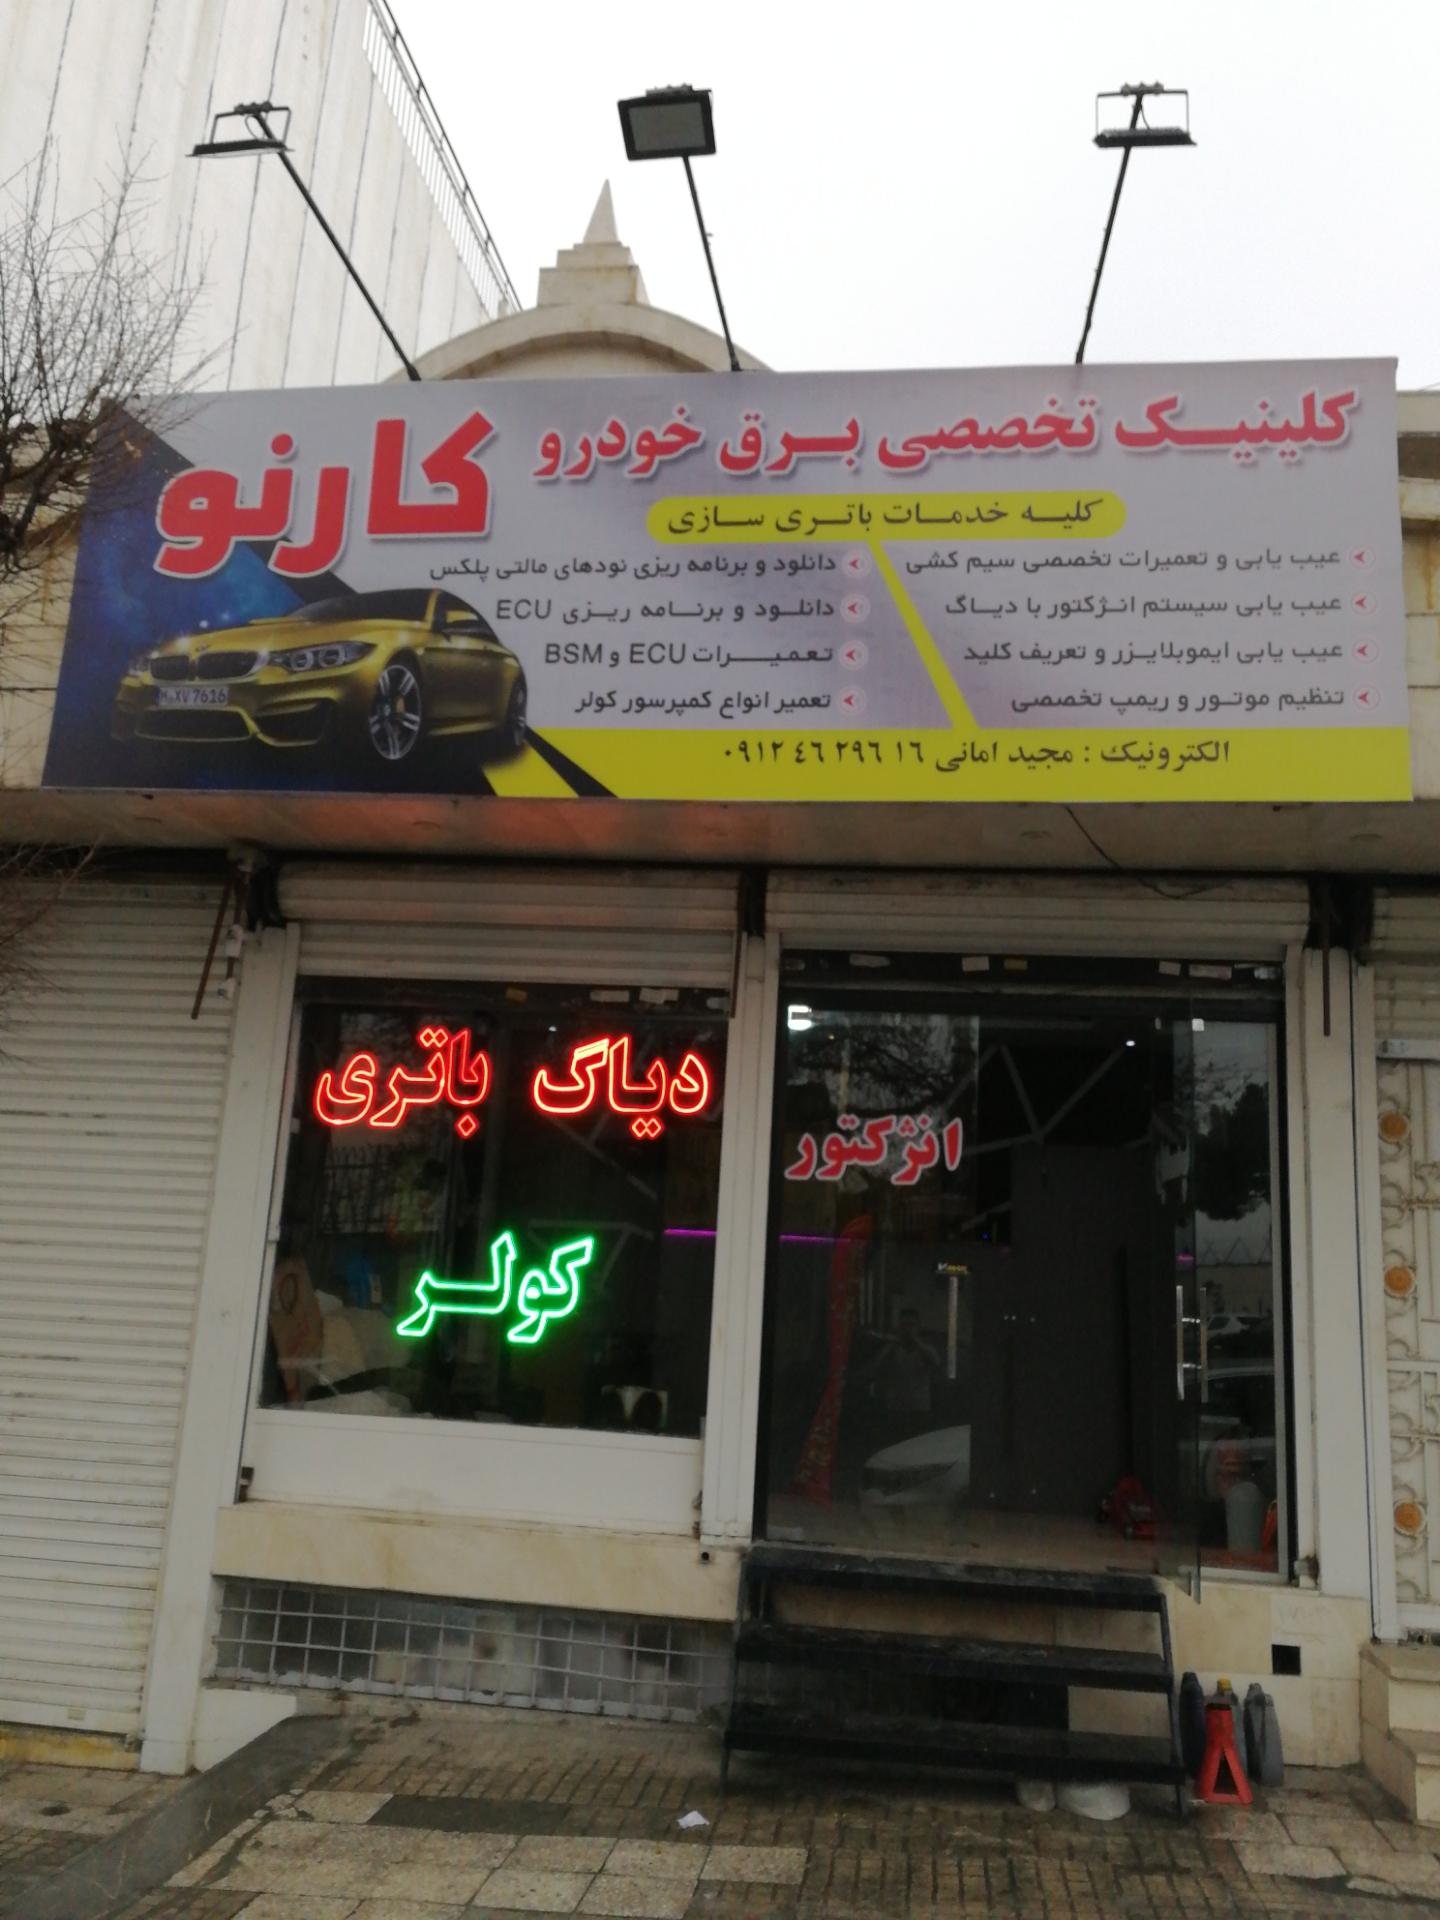 کلینیک تخصصی برق خودرو
کارنو
کلیه خدمات باتری سازی
عیب یابی و تعمیرات تخصصی سیم کشی
عیب یابی سیستم انژکتور با دیاگ
عیب یابی ایموبلایزر و تعریف کلید
تنظیم موتور و ریمپ تخصصی
دانلود و برنامه ریزی نودهای مالتی پلکس
دانلود و برنامه ریزی ECU
تعمیرات ECU و BSM
تعمیر انواع کمپرسور کولر
الکترونیک : مجید امانی ۰۹۱۲ ۴۶ ۲۹۶ ۱۶
M XV 7616
دیاگ باتری
کولر
انژکتور